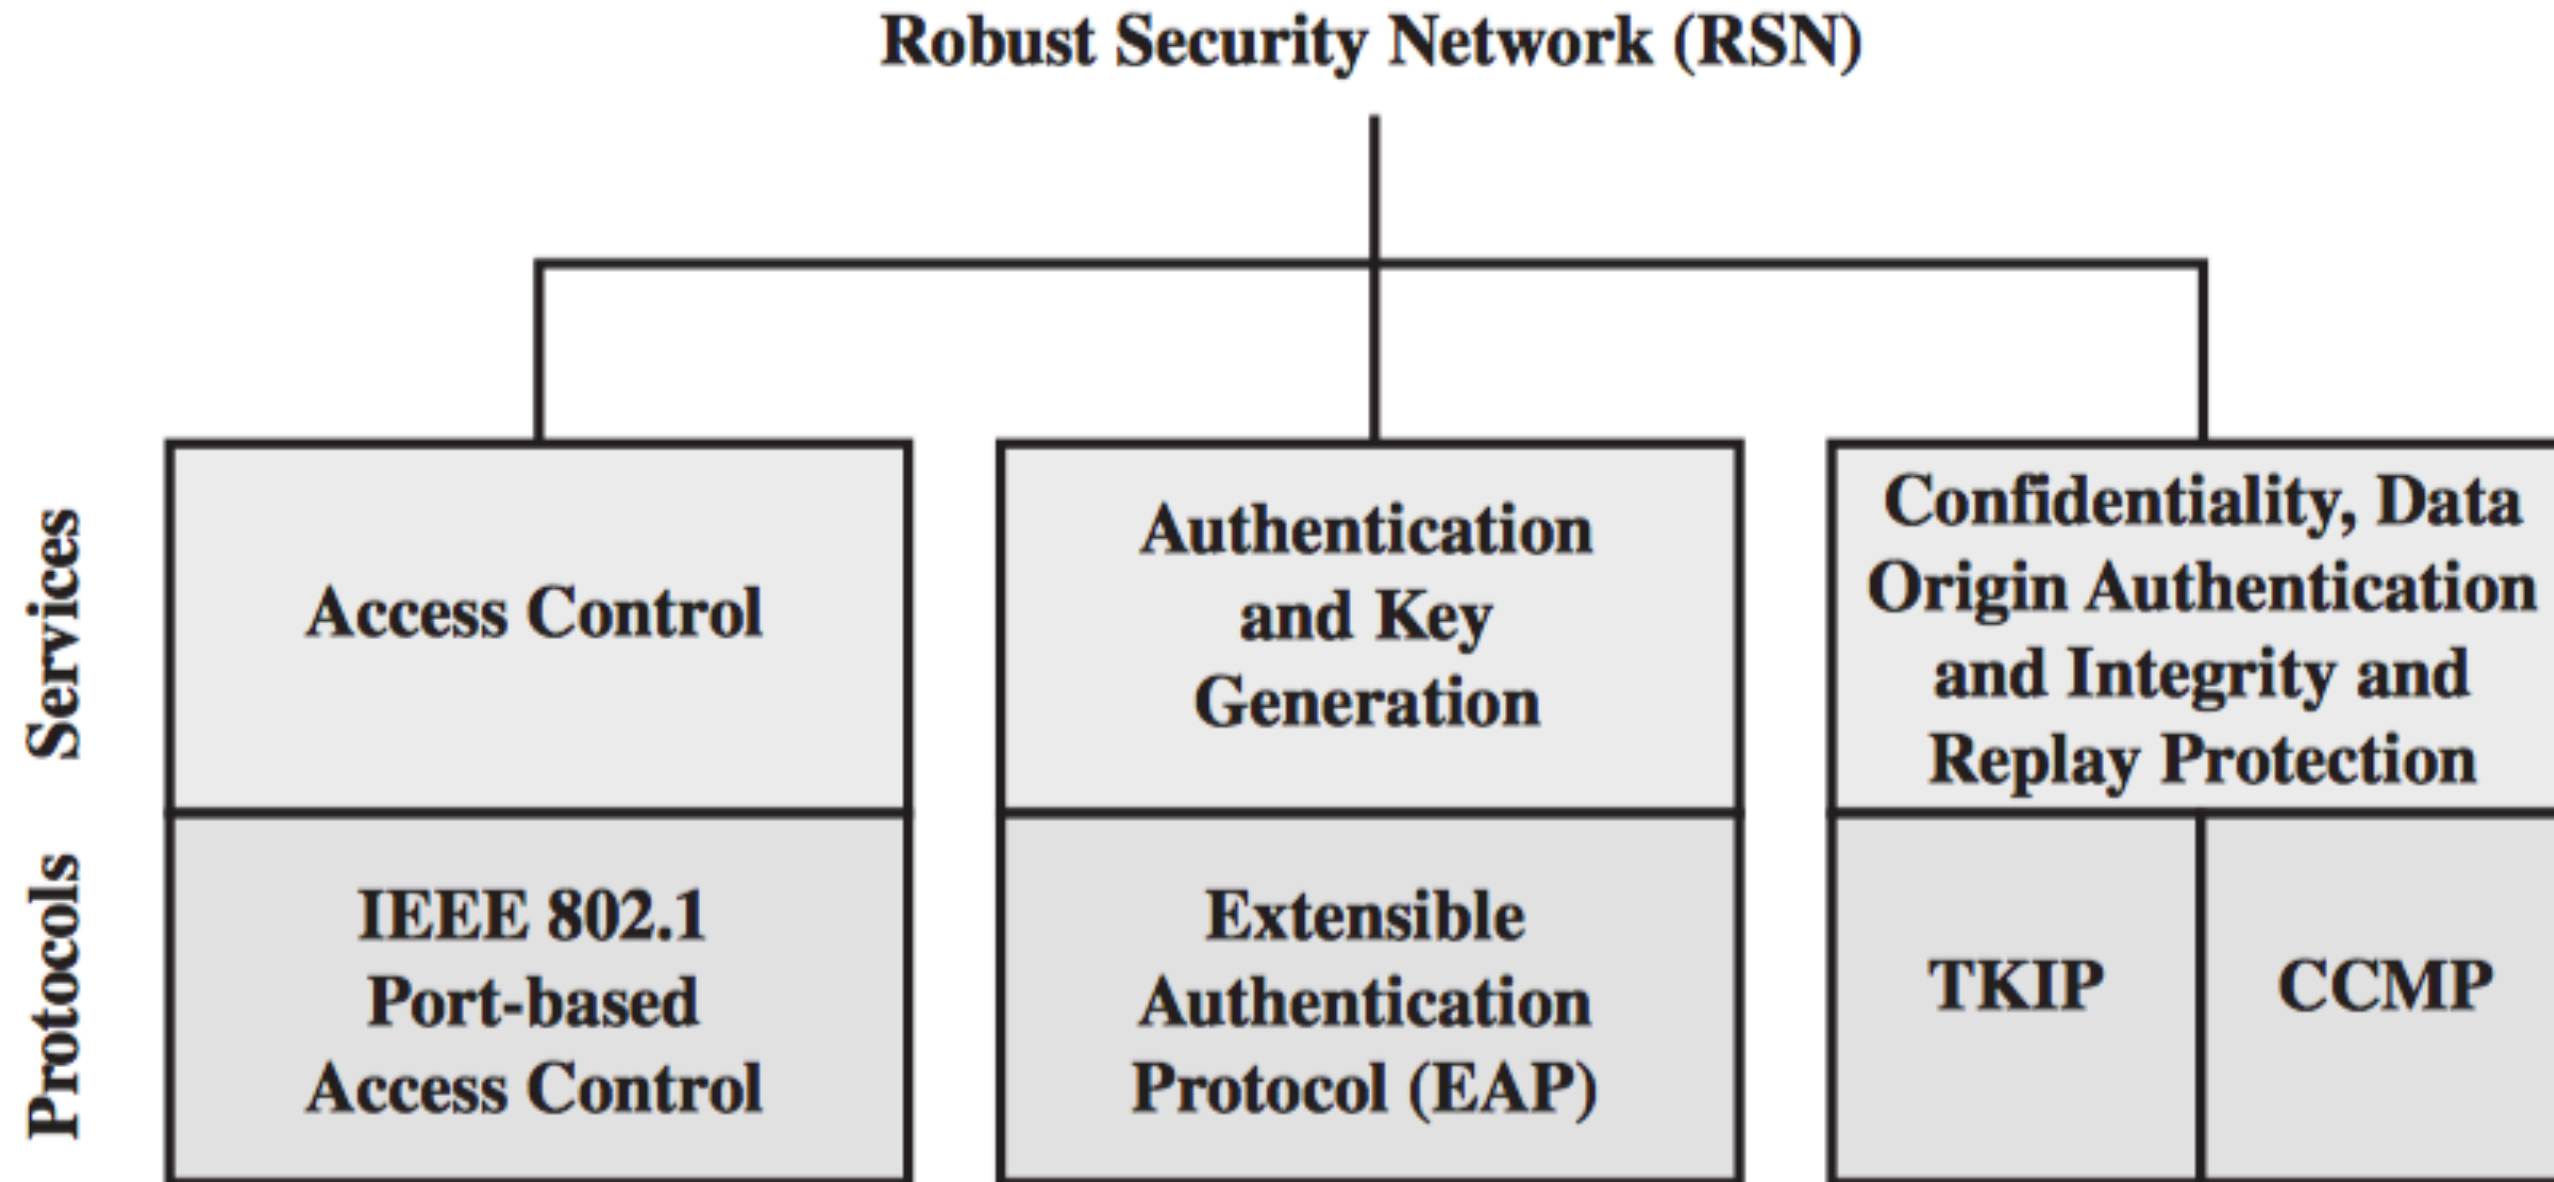 Robust Security Network (RSN)
Services
Access Control
Authentication
and Key
Generation
Confidentiality, Data
Origin Authentication
and Integrity and
Replay Protection
Protocols
IEEE 802.1
Port-based
Access Control
Extensible
Authentication
Protocol (EAP)
TKIP
CCMP